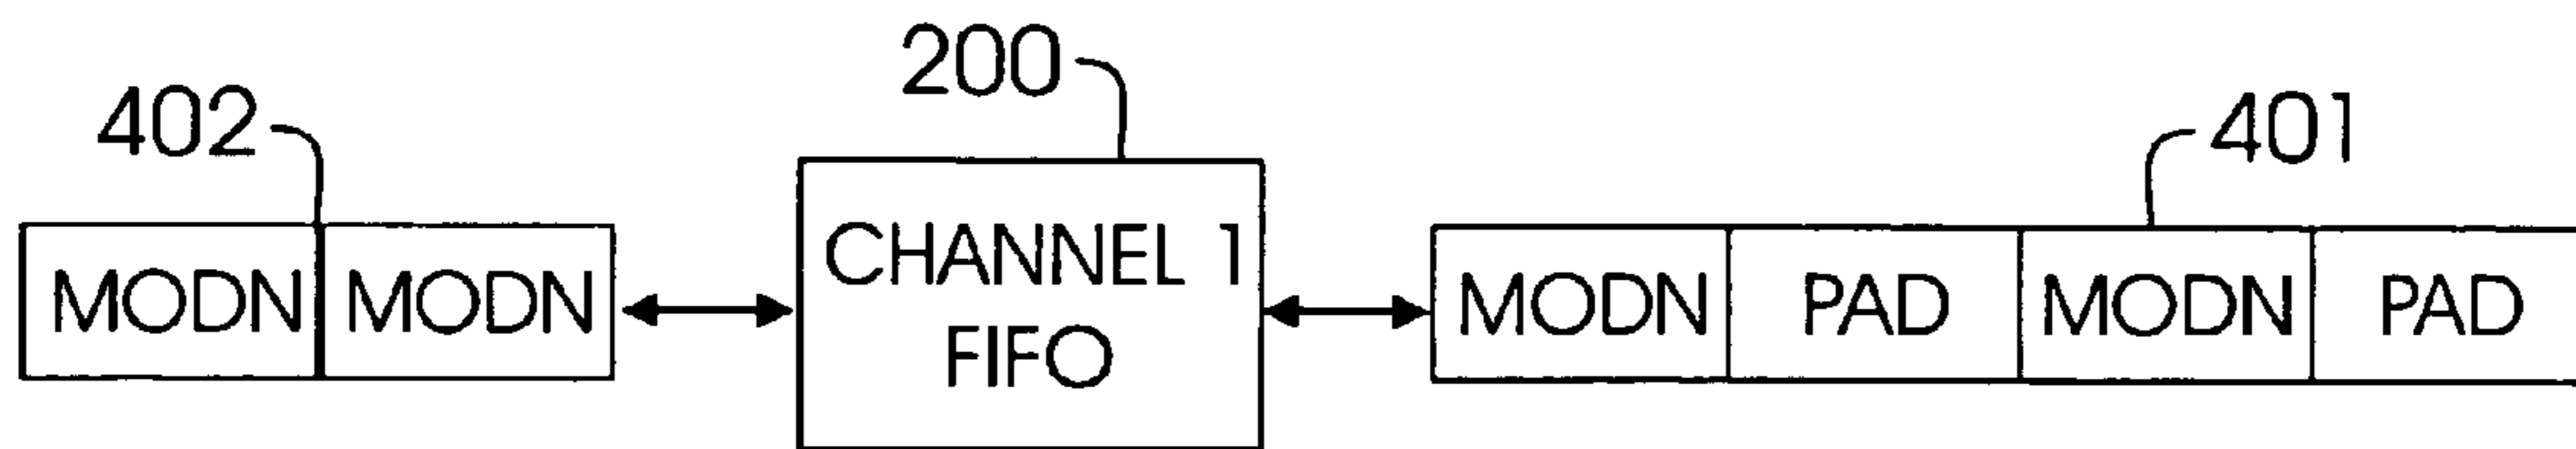 200
402
401
MODN MODN
CHANNEL 1
FIFO
MODN PAD MODN PAD